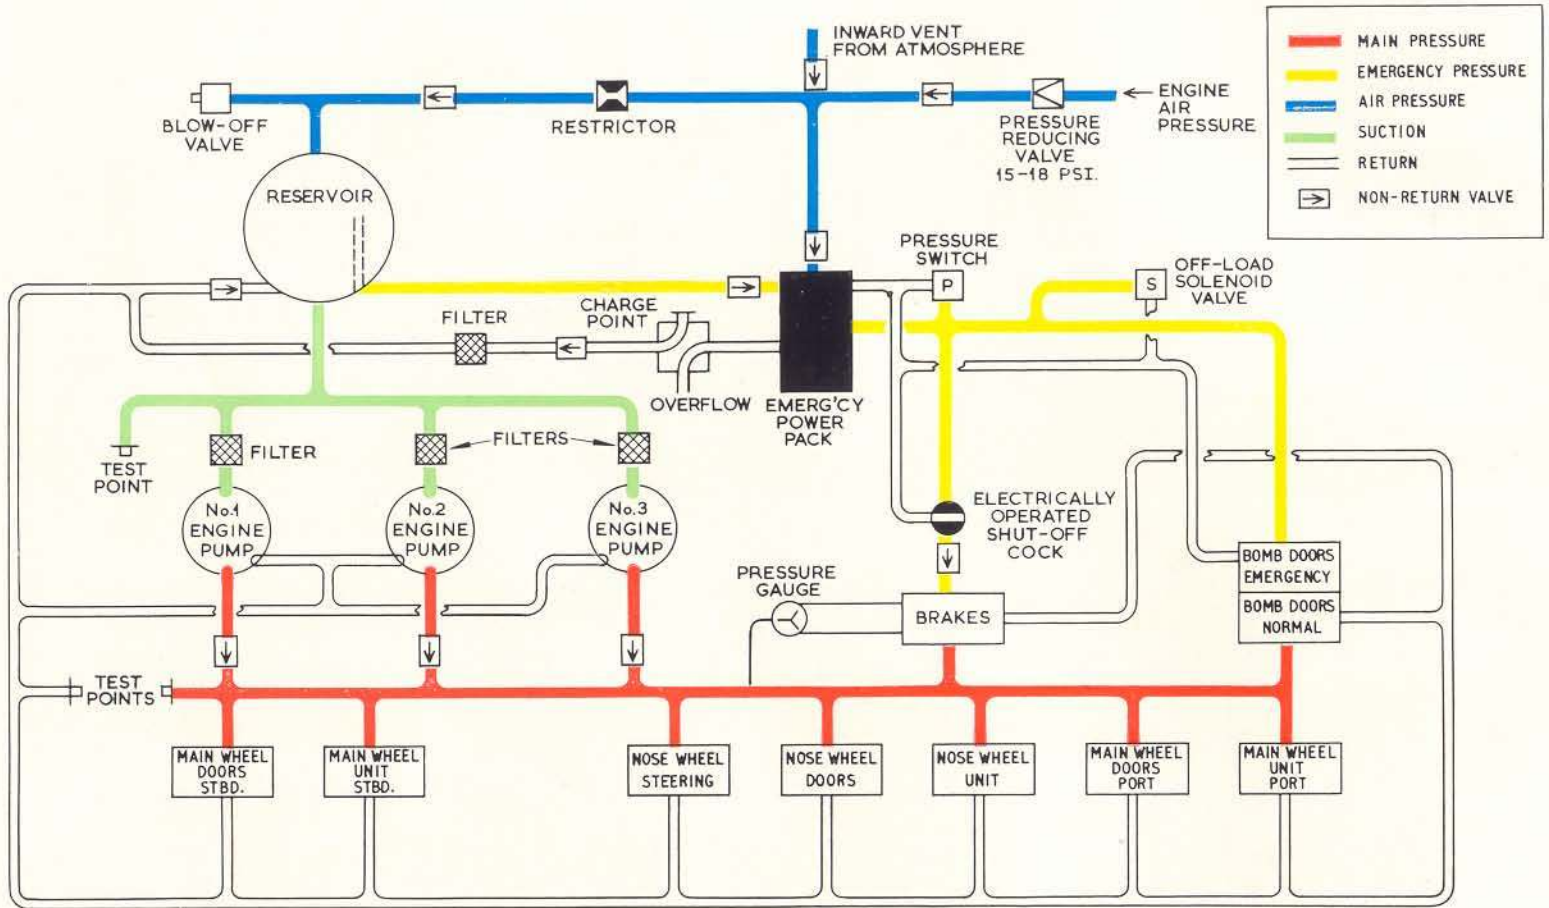 INWARD VENT
FROM ATMOSPHERE
BLOW-OFF
VALVE
RESTRICTOR
PRESSURE
REDUCING
VALVE
15-18 PSI.
ENGINE
AIR
PRESSURE
MAIN PRESSURE
EMERGENCY PRESSURE
AIR PRESSURE
SUCTION
RETURN
NON-RETURN VALVE
RESERVOIR
PRESSURE
SWITCH
P
OFF-LOAD
SOLENOID
VALVE
S
FILTER
CHARGE
POINT
OVERFLOW
EMERG'CY
POWER
PACK
TEST
POINT
FILTER
FILTERS
No.1
ENGINE
PUMP
No.2
ENGINE
PUMP
No.3
ENGINE
PUMP
ELECTRICALLY
OPERATED
SHUT-OFF
COCK
PRESSURE
GAUGE
BRAKES
BOMB DOORS
EMERGENCY
BOMB DOORS
NORMAL
TEST
POINTS
MAIN WHEEL
DOORS
STBD.
MAIN WHEEL
UNIT
STBD.
NOSE WHEEL
STEERING
NOSE WHEEL
DOORS
NOSE WHEEL
UNIT
MAIN WHEEL
DOORS
PORT
MAIN WHEEL
UNIT
PORT